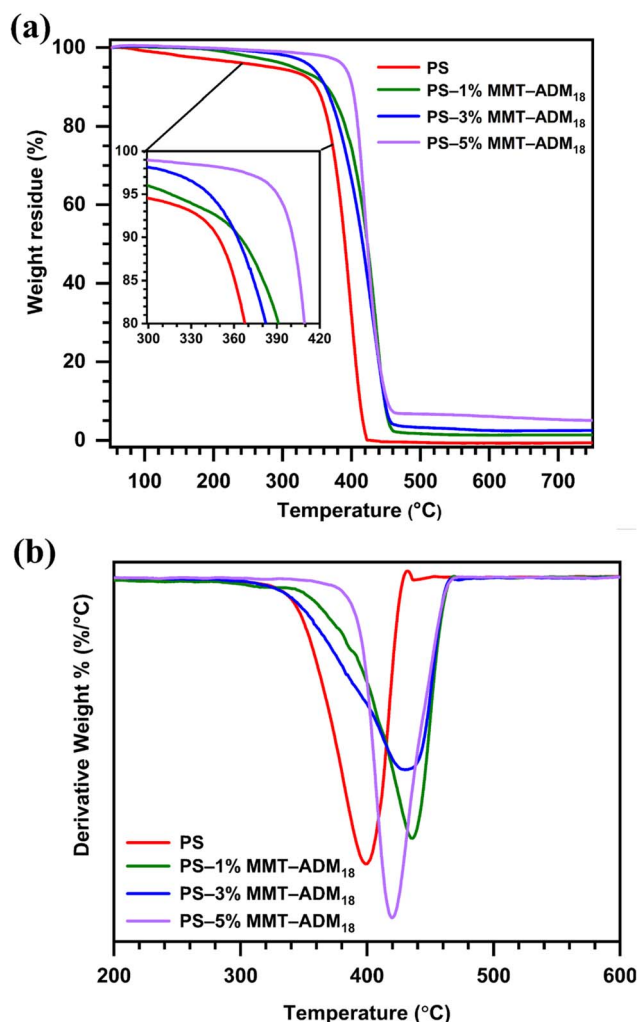 (a)
100
80
60
40
20
0
Weight residue (%)
PS
PS–1% MMT–ADM₁₈
PS–3% MMT–ADM₁₈
PS–5% MMT–ADM₁₈
100
95
90
85
80
300 330 360 390 420
100 200 300 400 500 600 700
Temperature (°C)
(b)
Derivative Weight % (%/°C)
PS
PS–1% MMT–ADM₁₈
PS–3% MMT–ADM₁₈
PS–5% MMT–ADM₁₈
200 300 400 500 600
Temperature (°C)